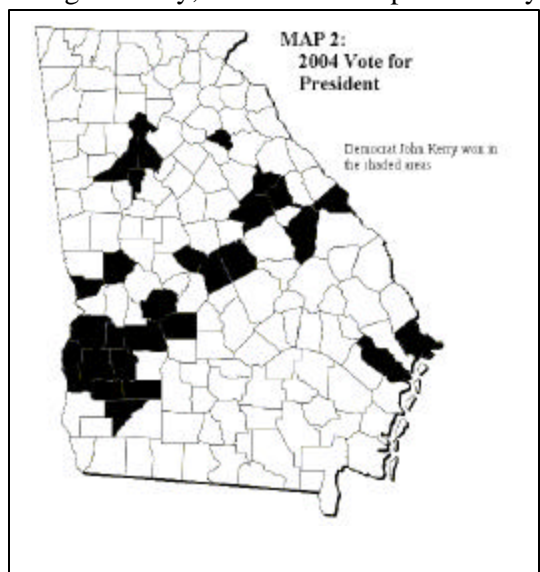 MAP 2:
2004 Vote for
President
Democrat John Kerry won in
the shaded areas